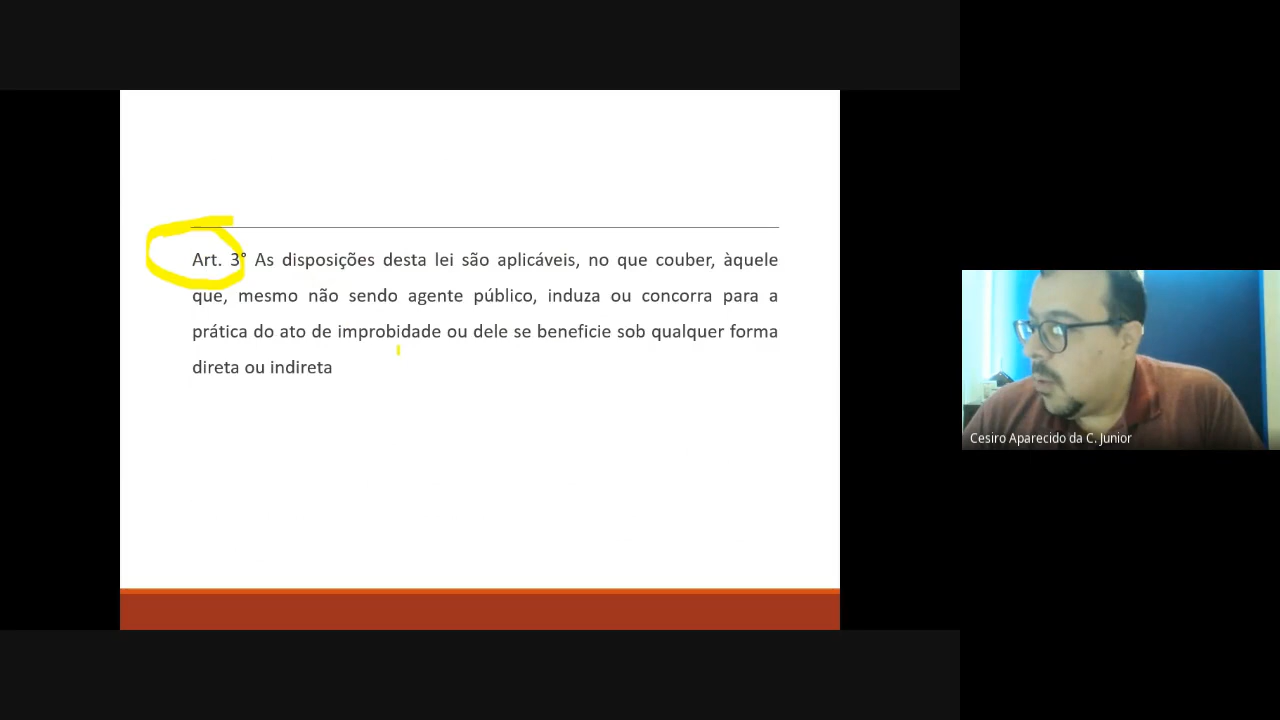 Art. 3° As disposições desta lei são aplicáveis, no que couber, àquele
que, mesmo não sendo agente público, induza ou concorra para a
prática do ato de improbidade ou dele se beneficie sob qualquer forma
direta ou indireta
Cesiro Aparecido da C. Junior